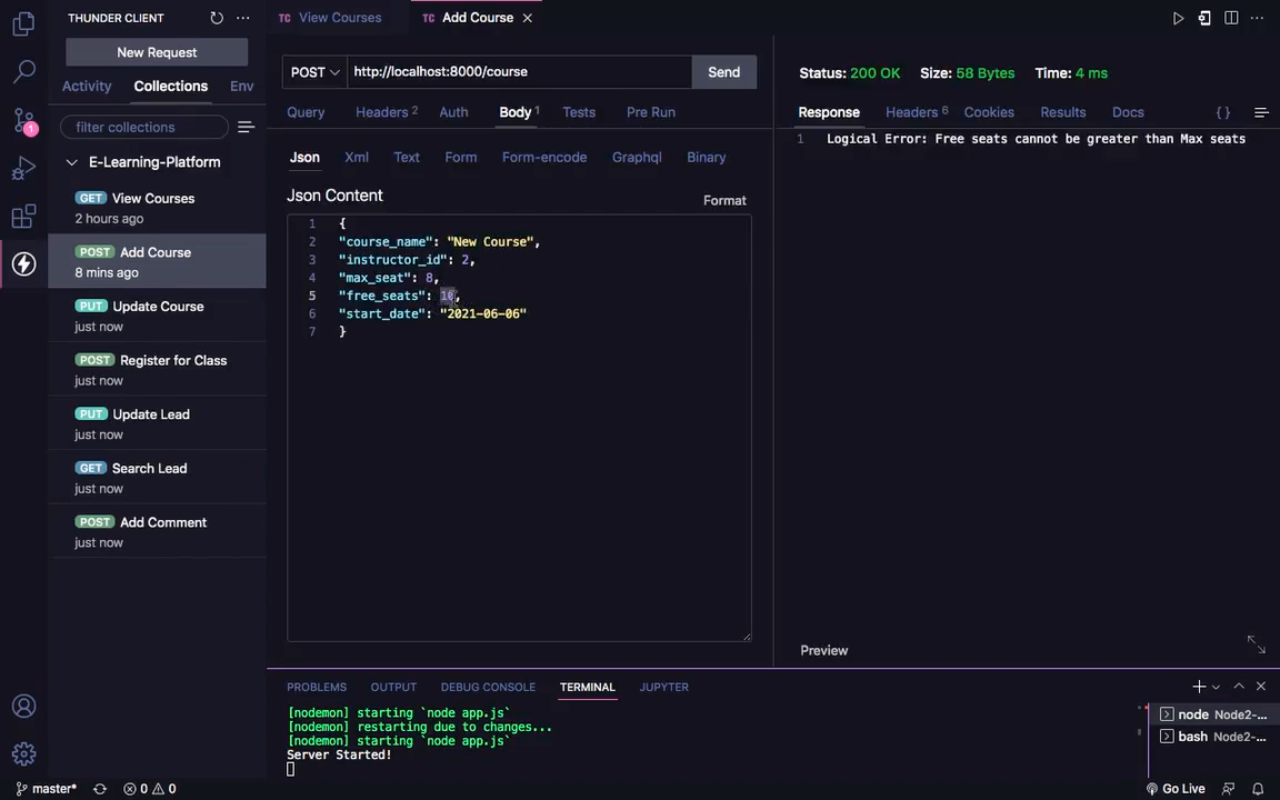 THUNDER CLIENT
New Request
Activity Collections Env
filter collections
E-Learning-Platform
GET View Courses
2 hours ago
POST Add Course
8 mins ago
PUT Update Course
just now
POST Register for Class
just now
PUT Update Lead
just now
GET Search Lead
just now
POST Add Comment
just now
TC View Courses
TC Add Course
POST http://localhost:8000/course Send
Query Headers 2 Auth Body 1 Tests Pre Run
Json Xml Text Form Form-encode Graphql Binary
Json Content Format
1 {
2 "course_name": "New Course",
3 "instructor_id": 2,
4 "max_seat": 8,
5 "free_seats": 10,
6 "start_date": "2021-06-06"
7 }
Status: 200 OK Size: 58 Bytes Time: 4 ms
Response Headers 6 Cookies Results Docs { }
1 Logical Error: Free seats cannot be greater than Max seats
Preview
PROBLEMS OUTPUT DEBUG CONSOLE TERMINAL JUPYTER
[nodemon] starting `node app.js`
[nodemon] restarting due to changes...
[nodemon] starting `node app.js`
Server Started!
node Node2-...
bash Node2-...
1
master* 0 0 Go Live